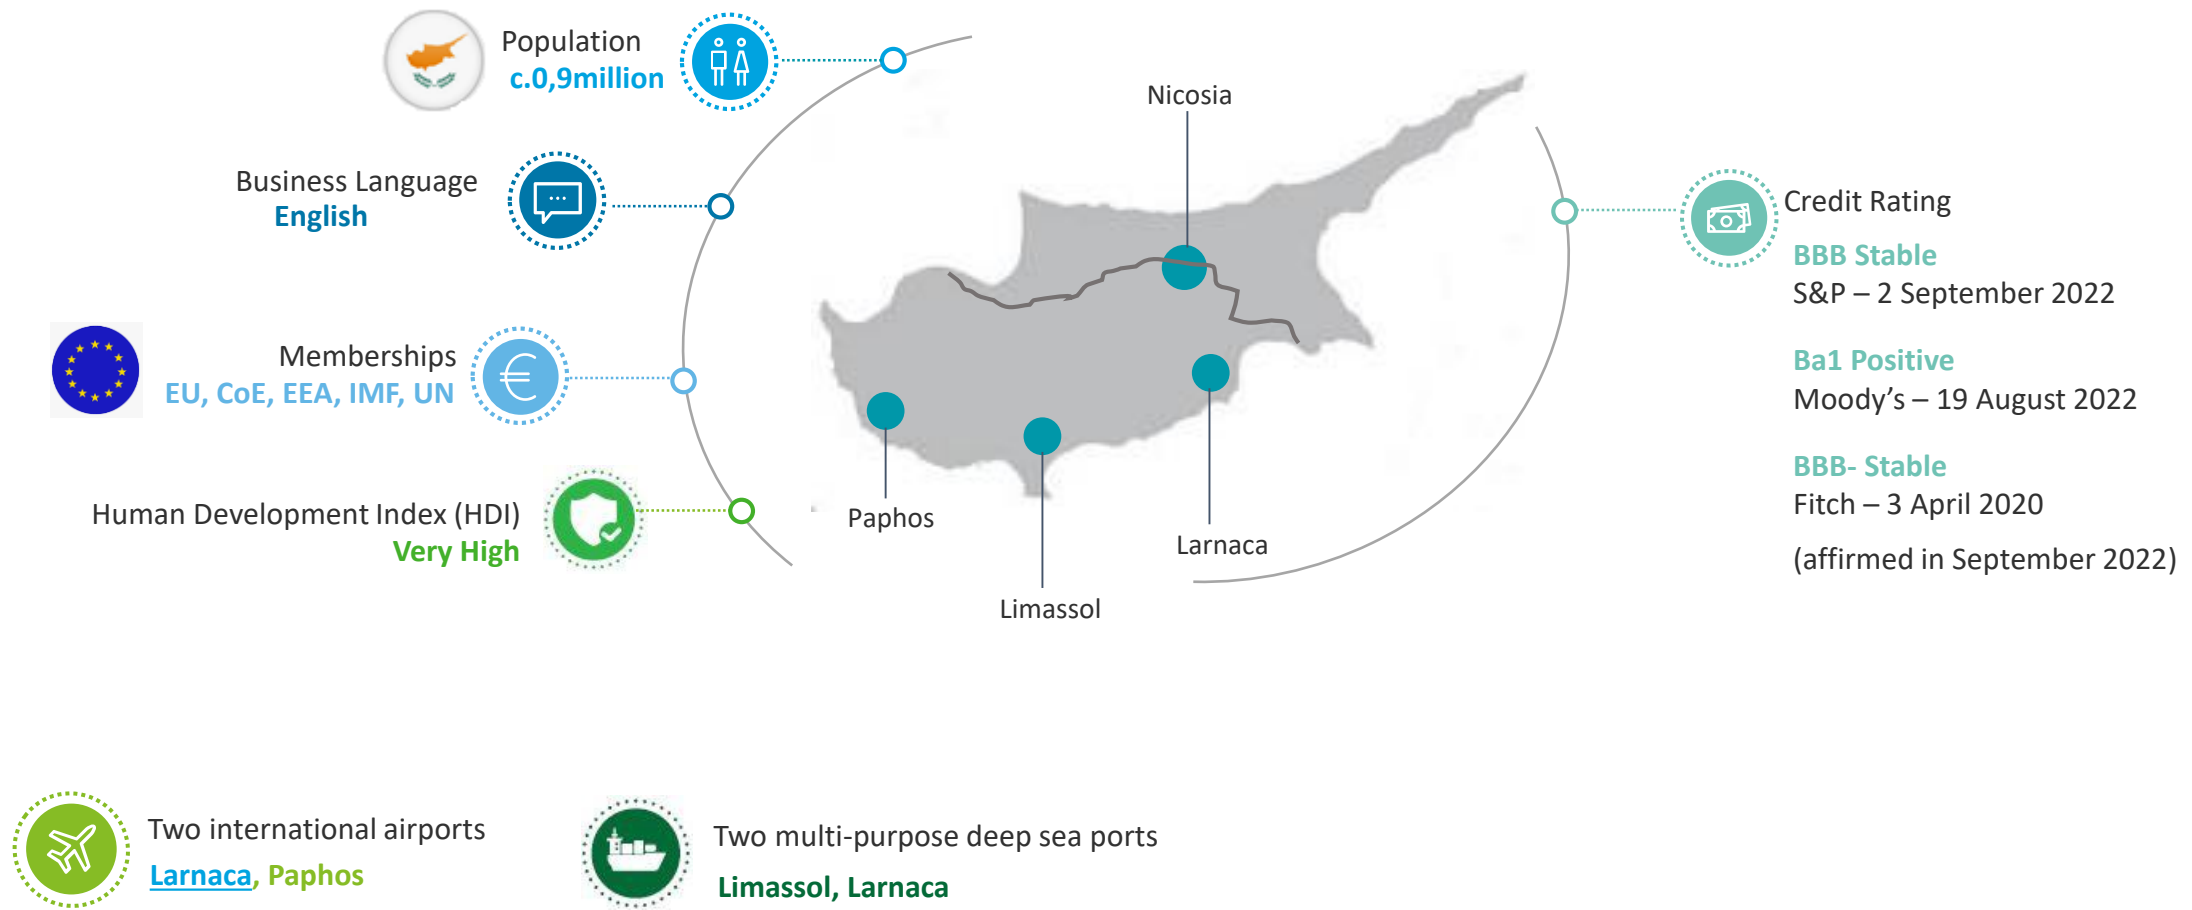 Population
c.0,9million
Business Language
English
Memberships
EU, CoE, EEA, IMF, UN
Human Development Index (HDI)
Very High
Nicosia
Paphos
Larnaca
Limassol
Credit Rating
BBB Stable
S&P – 2 September 2022
Ba1 Positive
Moody’s – 19 August 2022
BBB- Stable
Fitch – 3 April 2020
(affirmed in September 2022)
Two international airports
Larnaca, Paphos
Two multi-purpose deep sea ports
Limassol, Larnaca